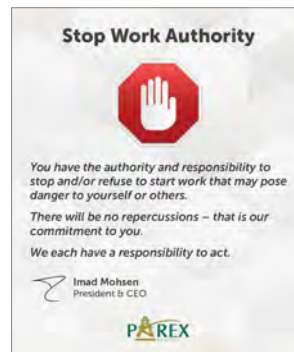 Stop Work Authority
You have the authority and responsibility to
stop and/or refuse to start work that may pose
danger to yourself or others.
There will be no repercussions – that is our
commitment to you.
We each have a responsibility to act.
Imad Mohsen
President & CEO
PAREX